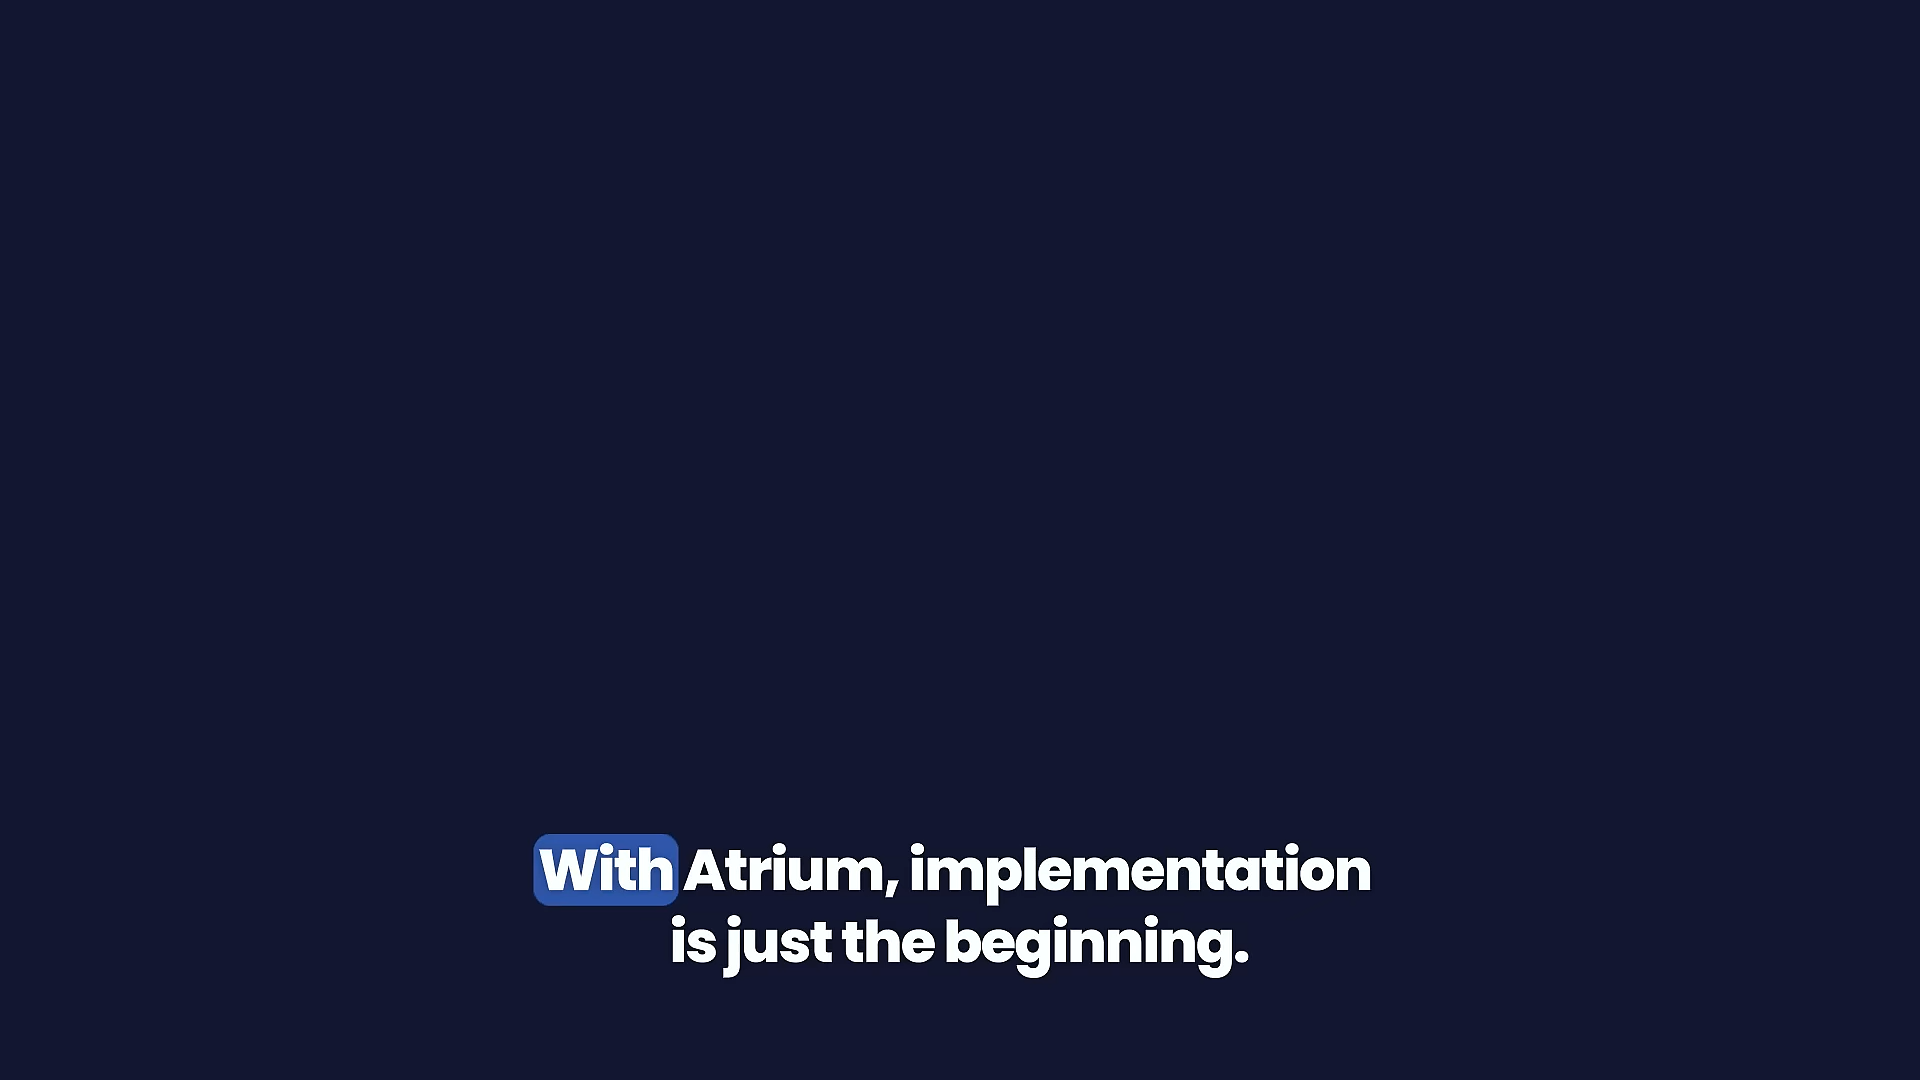 With Atrium, implementation
is just the beginning.